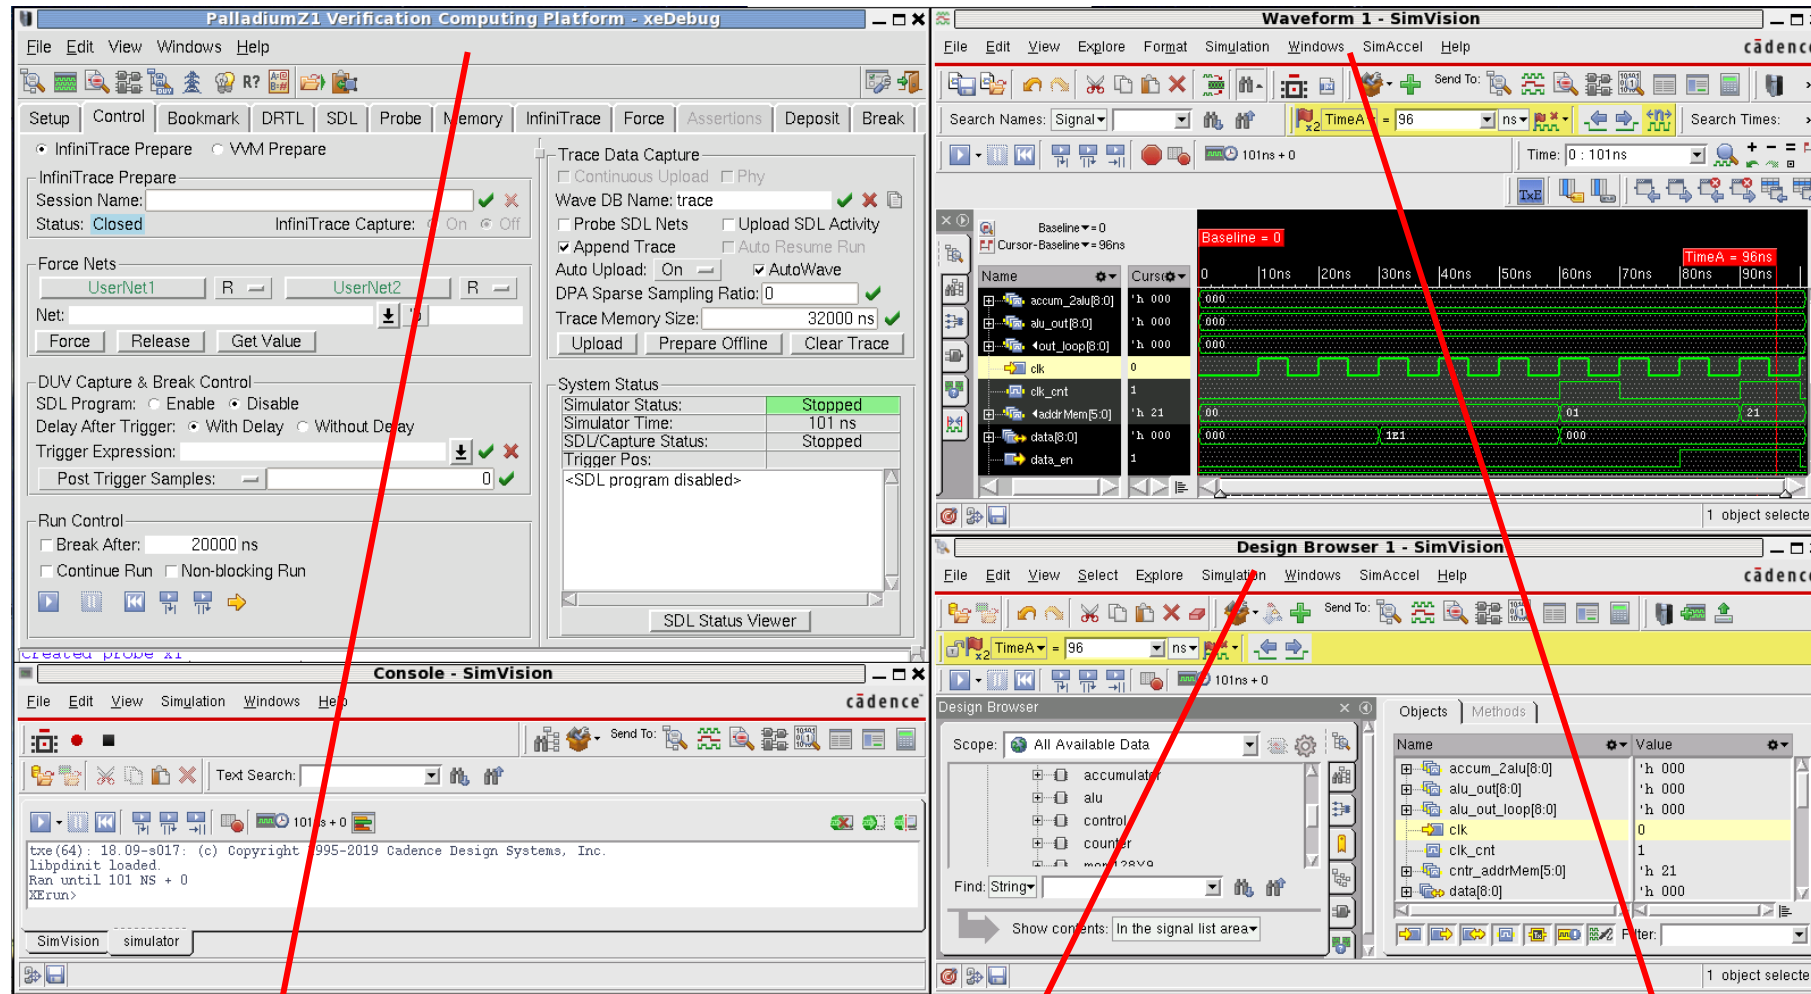 PalladiumZ1 Verification Computing Platform - xeDebug
File Edit View Windows Help
R?
Setup Control Bookmark DRTL SDL Probe Memory InfiniTrace Force Assertions Deposit Break
InfiniTrace Prepare VVM Prepare
InfiniTrace Prepare
Session Name:
Status: Closed InfiniTrace Capture: On Off
Force Nets
UserNet1 R UserNet2 R
Net:
Force Release Get Value
DUV Capture & Break Control
SDL Program: Enable Disable
Delay After Trigger: With Delay Without Delay
Trigger Expression:
Post Trigger Samples: 0
Run Control
Break After: 20000 ns
Continue Run Non-blocking Run
Trace Data Capture
Continuous Upload Phy
Wave DB Name: trace
Probe SDL Nets Upload SDL Activity
Append Trace Auto Resume Run
Auto Upload: On AutoWave
DPA Sparse Sampling Ratio: 0
Trace Memory Size: 32000 ns
Upload Prepare Offline Clear Trace
System Status
Simulator Status: Stopped
Simulator Time: 101 ns
SDL/Capture Status: Stopped
Trigger Pos:
<SDL program disabled>
SDL Status Viewer
Created probe x1
Console - SimVision
File Edit View Simulation Windows Help cādence
Send To:
Text Search:
101ns + 0
txe(64): 18.09-s017: (c) Copyright 1995-2019 Cadence Design Systems, Inc.
libpdinit loaded.
Ran until 101 NS + 0
XErun>
SimVision simulator
Waveform 1 - SimVision
File Edit View Explore Format Simulation Windows SimAccel Help cādence
Send To:
Search Names: Signal x2 TimeA = 96 ns Search Times:
101ns + 0 Time: 0 : 101ns
TxE
Baseline = 0
Cursor-Baseline = 96ns
Baseline = 0
TimeA = 96ns
Name Cursor 0 10ns 20ns 30ns 40ns 50ns 60ns 70ns 80ns 90ns
accum_2alu[8:0] 'h 000 000
alu_out[8:0] 'h 000 000
out_loop[8:0] 'h 000 000
clk 0
clk_cnt 1
addrMem[5:0] 'h 21 00 01 21
data[8:0] 'h 000 000 1E1 000
data_en 1
1 object selecte
Design Browser 1 - SimVision
File Edit View Select Explore Simulation Windows SimAccel Help cādence
Send To:
x2 TimeA = 96 ns
101ns + 0
Design Browser
Scope: All Available Data
accumulator
alu
control
counter
Find: String
Show contents: In the signal list area
Objects Methods
Name Value
accum_2alu[8:0] 'h 000
alu_out[8:0] 'h 000
alu_out_loop[8:0] 'h 000
clk 0
clk_cnt 1
cntr_addrMem[5:0] 'h 21
data[8:0] 'h 000
Filter:
1 object selecte